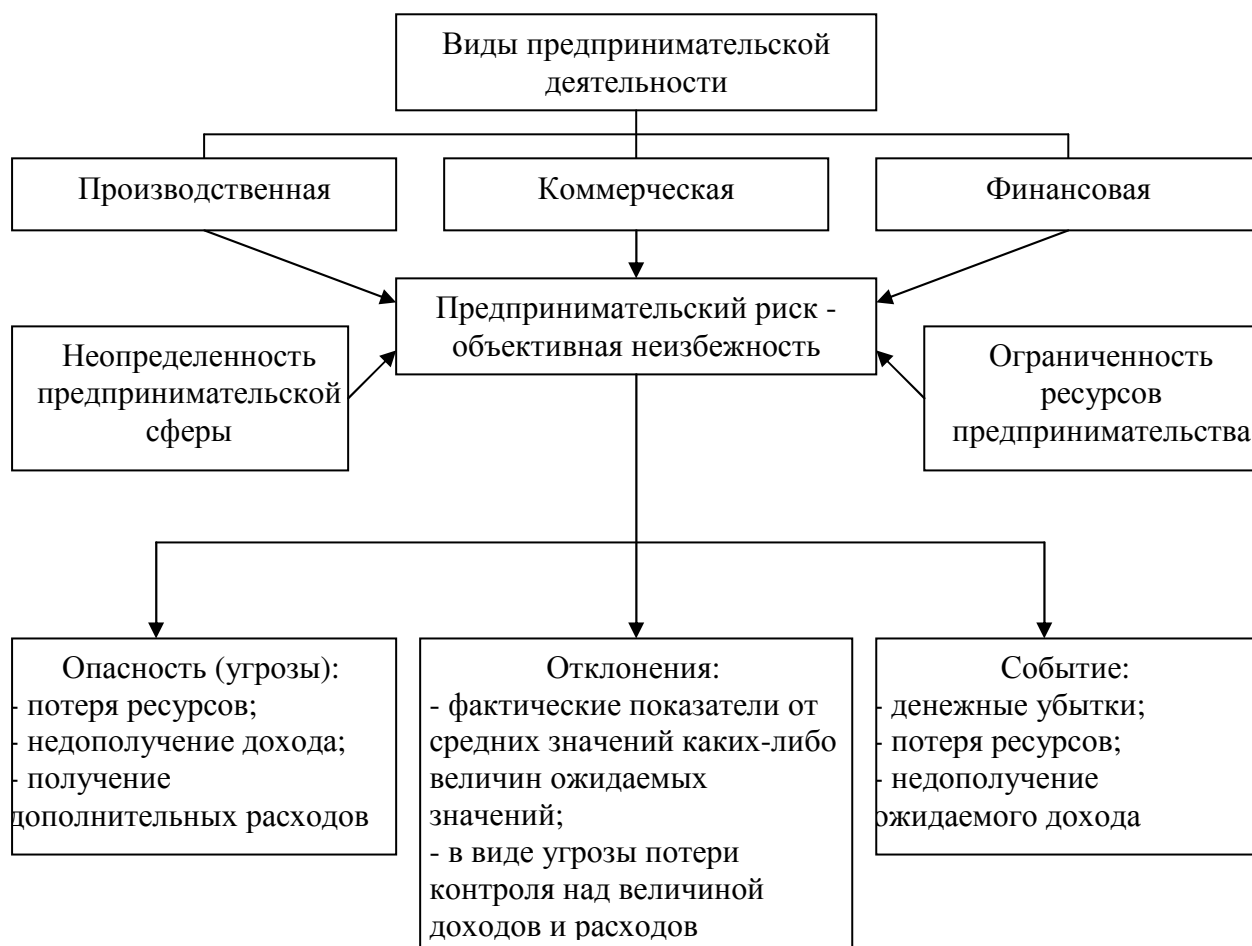 Виды предпринимательской
деятельности
Производственная
Коммерческая
Финансовая
Предпринимательский риск -
объективная неизбежность
Неопределенность
предпринимательской
сферы
Ограниченность
ресурсов
предпринимательства
Опасность (угрозы):
- потеря ресурсов;
- недополучение дохода;
- получение
дополнительных расходов
Отклонения:
- фактические показатели от
средних значений каких-либо
величин ожидаемых
значений;
- в виде угрозы потери
контроля над величиной
доходов и расходов
Событие:
- денежные убытки;
- потеря ресурсов;
- недополучение
ожидаемого дохода